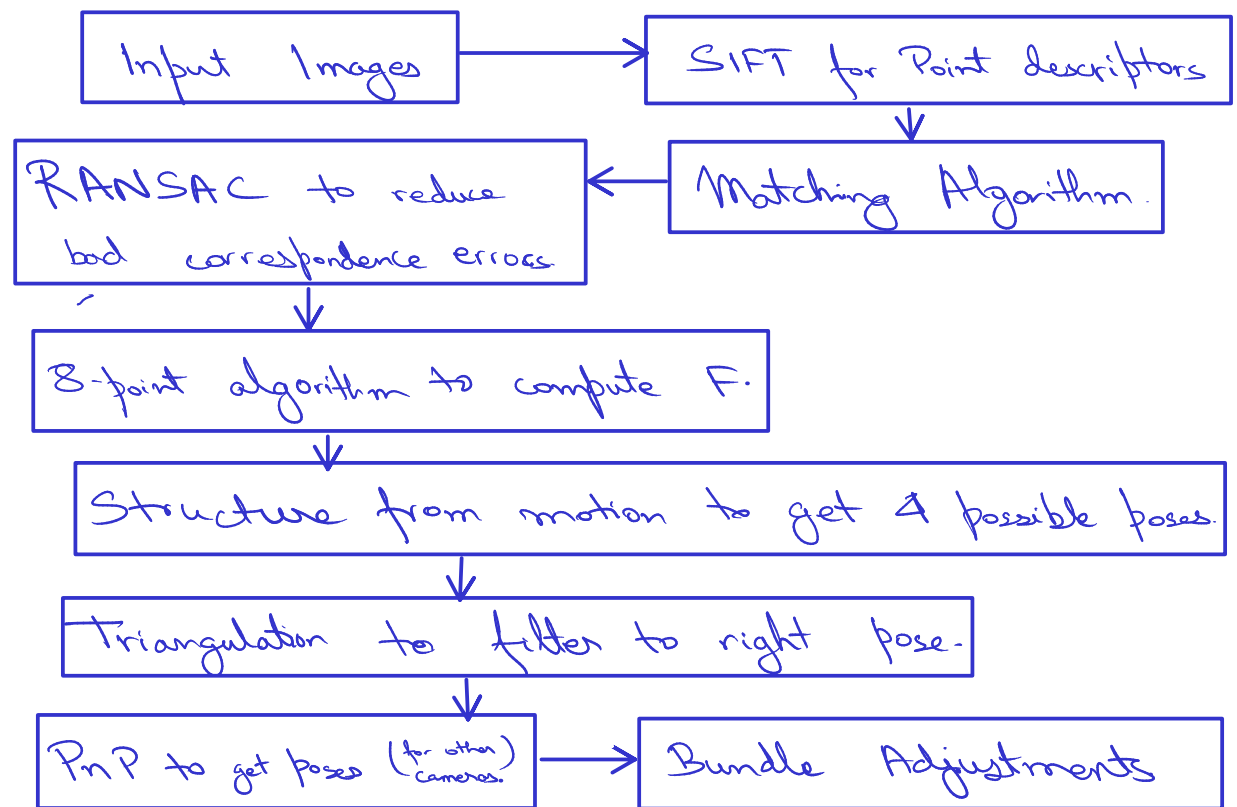 Input Images
SIFT for Point descriptors
Matching Algorithm.
RANSAC to reduce
bad correspondence errors.
8-point algorithm to compute F.
Structure from motion to get 4 possible poses.
Triangulation to filter to right pose.
PnP to get poses (for other
cameras.)
Bundle Adjustments